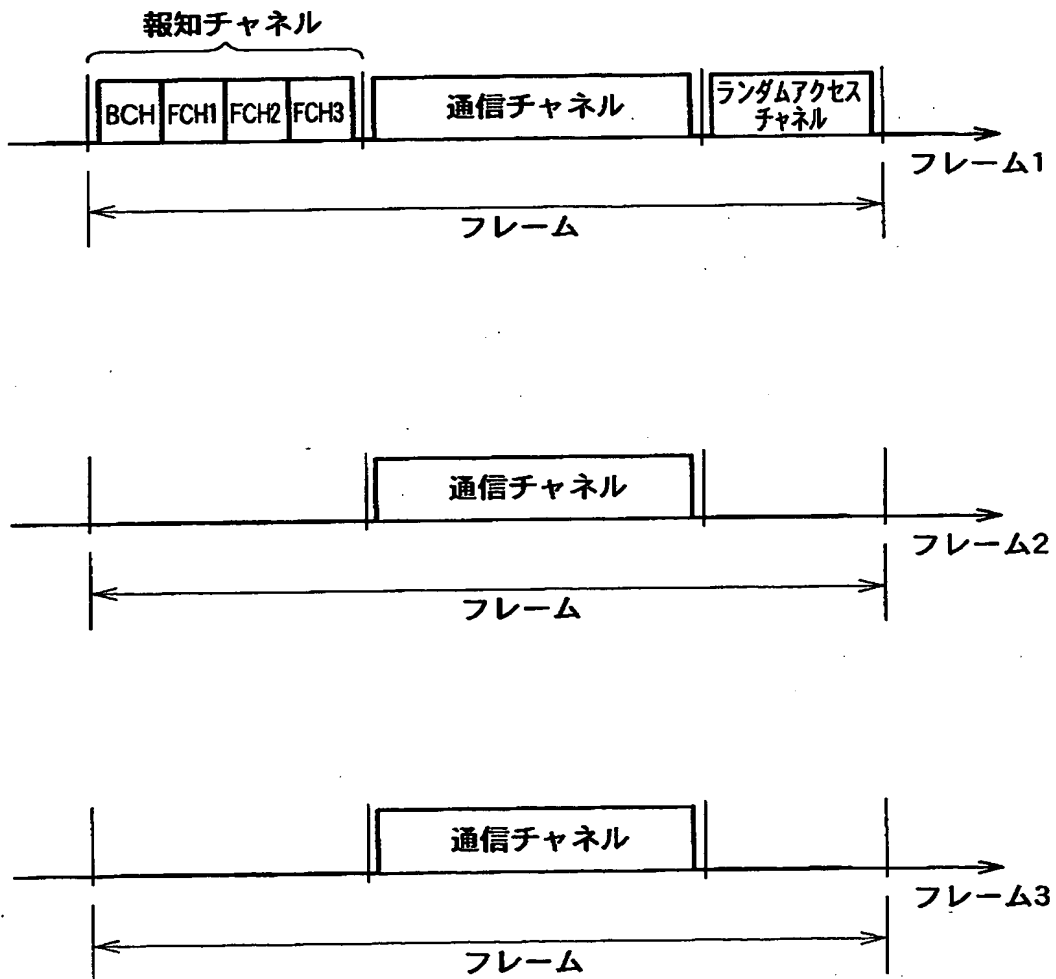 報知チャネル
BCH FCH1 FCH2 FCH3 通信チャネル ランダムアクセス
チャネル
フレーム1
フレーム
通信チャネル
フレーム2
フレーム
通信チャネル
フレーム3
フレーム